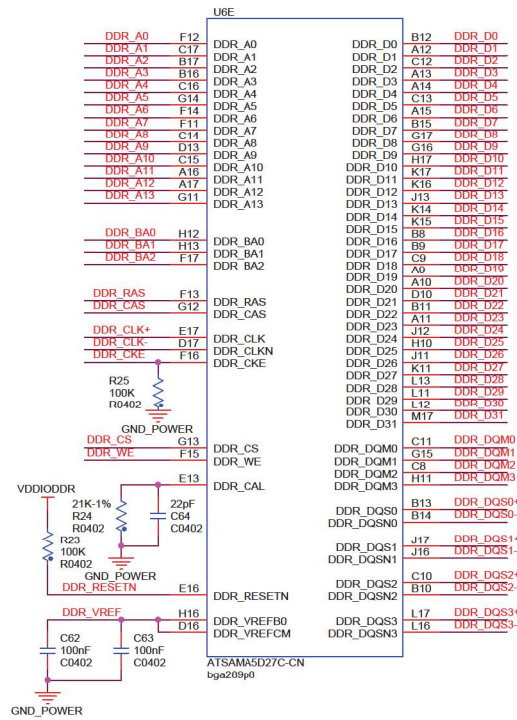 U6E
DDR_A0 F12 DDR_A0 DDR_D0 B12 DDR_D0
DDR_A1 C17 DDR_A1 DDR_D1 A12 DDR_D1
DDR_A2 B17 DDR_A2 DDR_D2 C12 DDR_D2
DDR_A3 B16 DDR_A3 DDR_D3 A13 DDR_D3
DDR_A4 C16 DDR_A4 DDR_D4 A14 DDR_D4
DDR_A5 G14 DDR_A5 DDR_D5 C13 DDR_D5
DDR_A6 F14 DDR_A6 DDR_D6 A15 DDR_D6
DDR_A7 F11 DDR_A7 DDR_D7 B15 DDR_D7
DDR_A8 C14 DDR_A8 DDR_D8 G17 DDR_D8
DDR_A9 D13 DDR_A9 DDR_D9 G16 DDR_D9
DDR_A10 C15 DDR_A10 DDR_D10 H17 DDR_D10
DDR_A11 A16 DDR_A11 DDR_D11 K17 DDR_D11
DDR_A12 A17 DDR_A12 DDR_D12 K16 DDR_D12
DDR_A13 G11 DDR_A13 DDR_D13 J13 DDR_D13
DDR_D14 K14 DDR_D14
DDR_D15 K15 DDR_D15
DDR_BA0 H12 DDR_BA0 DDR_D16 B8 DDR_D16
DDR_BA1 H13 DDR_BA1 DDR_D17 B9 DDR_D17
DDR_BA2 F17 DDR_BA2 DDR_D18 C9 DDR_D18
DDR_D19 A9 DDR_D19
DDR_D20 A10 DDR_D20
DDR_RAS F13 DDR_RAS DDR_D21 D10 DDR_D21
DDR_CAS G12 DDR_CAS DDR_D22 B11 DDR_D22
DDR_D23 A11 DDR_D23
DDR_CLK+ E17 DDR_CLK DDR_D24 J12 DDR_D24
DDR_CLK- D17 DDR_CLKN DDR_D25 H10 DDR_D25
DDR_CKE F16 DDR_CKE DDR_D26 J11 DDR_D26
DDR_D27 K11 DDR_D27
R25 DDR_D28 L13 DDR_D28
100K DDR_D29 L11 DDR_D29
R0402 DDR_D30 L12 DDR_D30
DDR_D31 M17 DDR_D31
GND_POWER
DDR_CS G13 DDR_CS DDR_DQM0 C11 DDR_DQM0
DDR_WE F15 DDR_WE DDR_DQM1 G15 DDR_DQM1
DDR_DQM2 C8 DDR_DQM2
E13 DDR_CAL DDR_DQM3 H11 DDR_DQM3
VDDIODDR
21K-1% 22pF DDR_DQS0 B13 DDR_DQS0+
R24 C64 DDR_DQSN0 B14 DDR_DQS0-
R0402 C0402
R23 DDR_DQS1 J17 DDR_DQS1+
100K DDR_DQSN1 J16 DDR_DQS1-
R0402
GND_POWER DDR_DQS2 C10 DDR_DQS2+
DDR_RESETN E16 DDR_RESETN DDR_DQSN2 B10 DDR_DQS2-
DDR_VREF H16 DDR_VREFB0 DDR_DQS3 L17 DDR_DQS3+
D16 DDR_VREFCM DDR_DQSN3 L16 DDR_DQS3-
C62 C63
100nF 100nF
C0402 C0402
ATSAMA5D27C-CN
bga209p0
GND_POWER